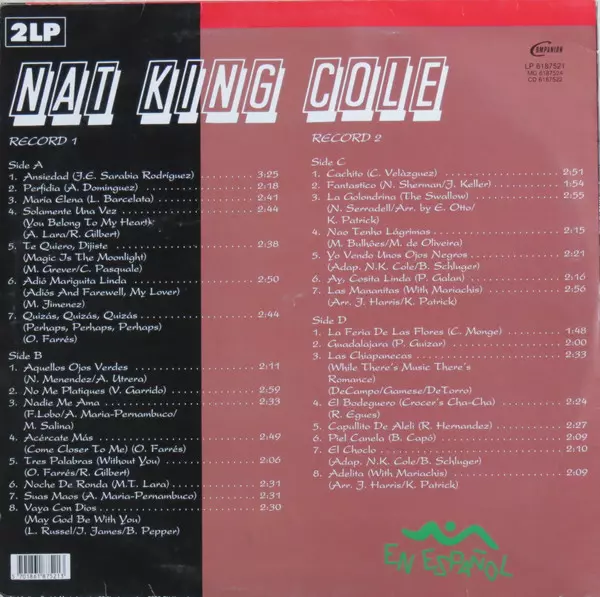 2LP
COMPANION
LP 6187521
MC 6187524
CD 6187522
NAT KING COLE
RECORD 1
Side A
1. Ansiedad (J.E. Sarabia Rodríguez) 3:25
2. Perfidia (A. Dominguez) 2:18
3. María Elena (L. Barcelata) 2:41
4. Solamente Una Vez 2:44
(You Belong To My Heart)
(A. Lara/R. Gilbert)
5. Te Quiero, Dijiste 2:38
(Magic Is The Moonlight)
(M. Grever/C. Pasquale)
6. Adió Mariguita Linda 2:50
(Adiós And Farewell, My Lover)
(M. Jimenez)
7. Quizás, Quizás, Quizás 2:44
(Perhaps, Perhaps, Perhaps)
(O. Farrés)
Side B
1. Aquellos Ojos Verdes 2:11
(N. Menendez/A. Utrera)
2. No Me Platiques (V. Garrido) 2:59
3. Nadie Me Ama 2:33
(F.Lobo/A. Maria-Pernambuco/
M. Salina)
4. Acércate Más 2:49
(Come Closer To Me) (O. Farrés)
5. Tres Palabras (Without You) 2:06
(O. Farrés/R. Gilbert)
6. Noche De Ronda (M.T. Lara) 2:31
7. Suas Maos (A. Maria-Pernambuco) 2:31
8. Vaya Con Dios 2:30
(May God Be With You)
(L. Russel/J. James/B. Pepper)
RECORD 2
Side C
1. Cachito (C. Velàzguez) 2:51
2. Fantastico (N. Sherman/J. Keller) 1:54
3. La Golondrina (The Swallow) 2:55
(N. Serradell/Arr. by E. Otto/
K. Patrick)
4. Nao Tenho Lágrimas 2:15
(M. Bulhões/M. de Oliveira)
5. Yo Vendo Unos Ojos Negros 2:21
(Adap. N.K. Cole/B. Schluger)
6. Ay, Cosita Linda (P. Galan) 2:16
7. Las Mananitas (With Mariachis) 2:56
(Arr. J. Harris/K. Patrick)
Side D
1. La Feria De Las Flores (C. Monge) 1:48
2. Guadalajara (P. Guizar) 2:00
3. Las Chiapanecas 2:33
(While There's Music There's
Romance)
(DeCampo/Gamese/DeTorro)
4. El Bodeguero (Crocer's Cha-Cha) 2:24
(R. Egues)
5. Capullito De Aleli (R. Hernandez) 2:27
6. Piel Canela (B. Capó) 2:09
7. El Choclo 2:10
(Adap. N.K. Cole/B. Schluger)
8. Adelita (With Mariachis) 2:09
(Arr. J. Harris/K. Patrick)
EN ESPAÑOL